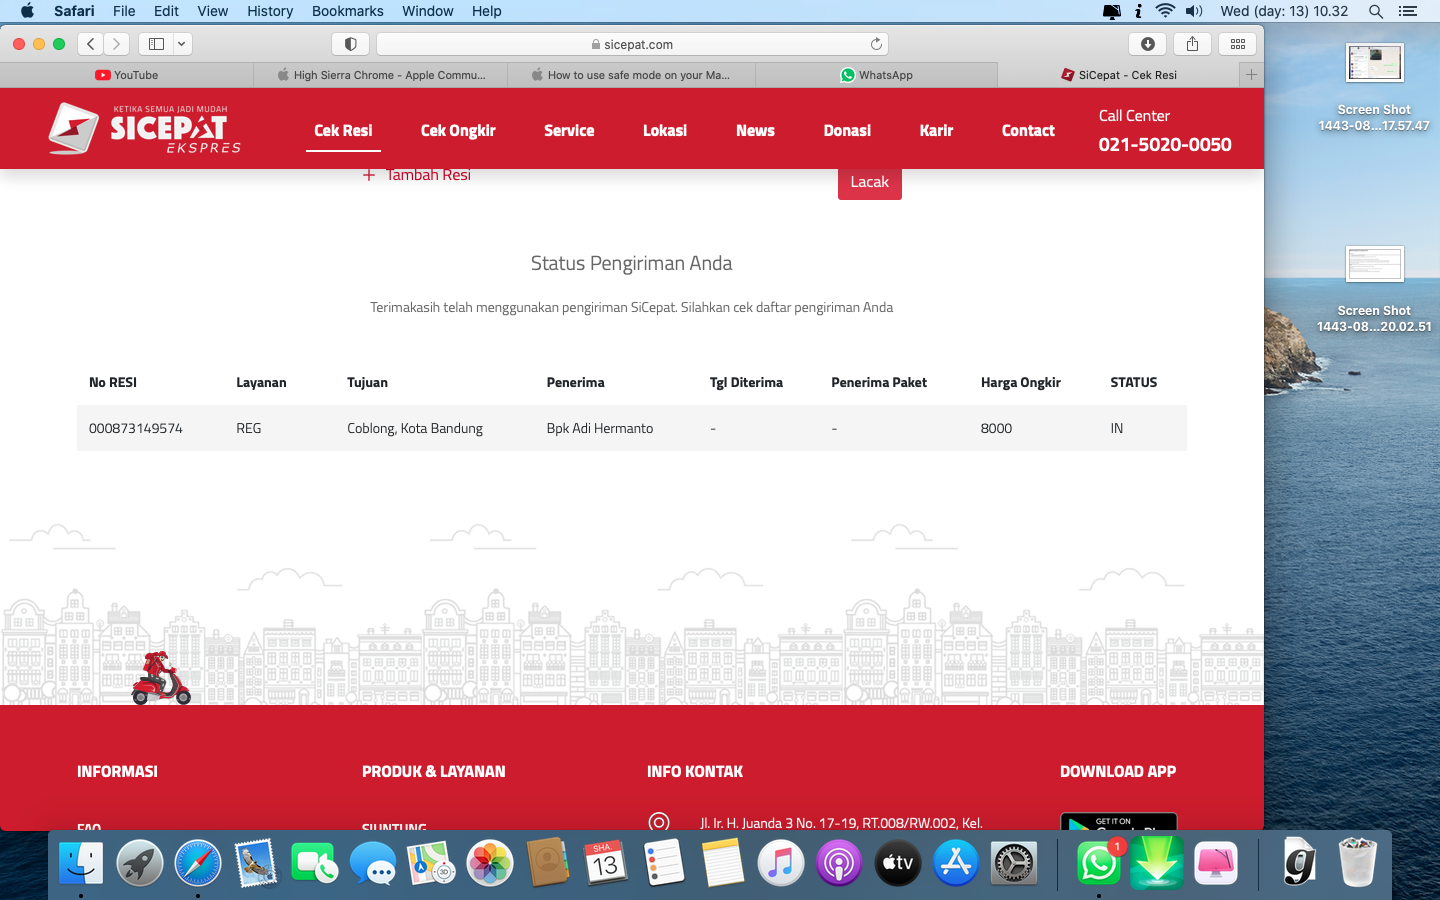 Safari File Edit View History Bookmarks Window Help
Wed (day: 13) 10.32
sicepat.com
YouTube
High Sierra Chrome - Apple Commu...
How to use safe mode on your Ma...
WhatsApp
SiCepat - Cek Resi
KETIKA SEMUA JADI MUDAH
SICEPAT
EKSPRES
Cek Resi
Cek Ongkir
Service
Lokasi
News
Donasi
Karir
Contact
Call Center
021-5020-0050
+ Tambah Resi
Lacak
Status Pengiriman Anda
Terimakasih telah menggunakan pengiriman SiCepat. Silahkan cek daftar pengiriman Anda
No RESI Layanan Tujuan Penerima Tgl Diterima Penerima Paket Harga Ongkir STATUS
000873149574 REG Coblong, Kota Bandung Bpk Adi Hermanto - - 8000 IN
INFORMASI
PRODUK & LAYANAN
INFO KONTAK
DOWNLOAD APP
FAQ
SIUNTUNG
Jl. Ir. H. Juanda 3 No. 17-19, RT.008/RW.002, Kel.
GET IT ON
Screen Shot
1443-08...17.57.47
Screen Shot
1443-08...20.02.51
SHA.
13
3D
tv
1
g